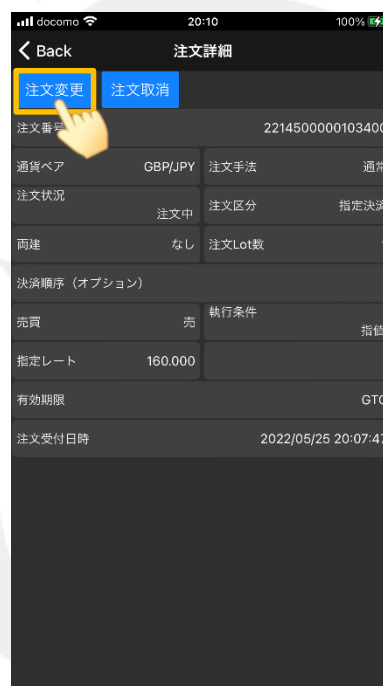 docomo 20:10 100%
Back 注文詳細
注文変更 注文取消
注文番 2214500000103400
通貨ペア GBP/JPY 注文手法 通常
注文状況 注文中 注文区分 指定決済
両建 なし 注文Lot数
決済順序(オプション)
売買 売 執行条件 指値
指定レート 160.000
有効期限 GTC
注文受付日時 2022/05/25 20:07:47